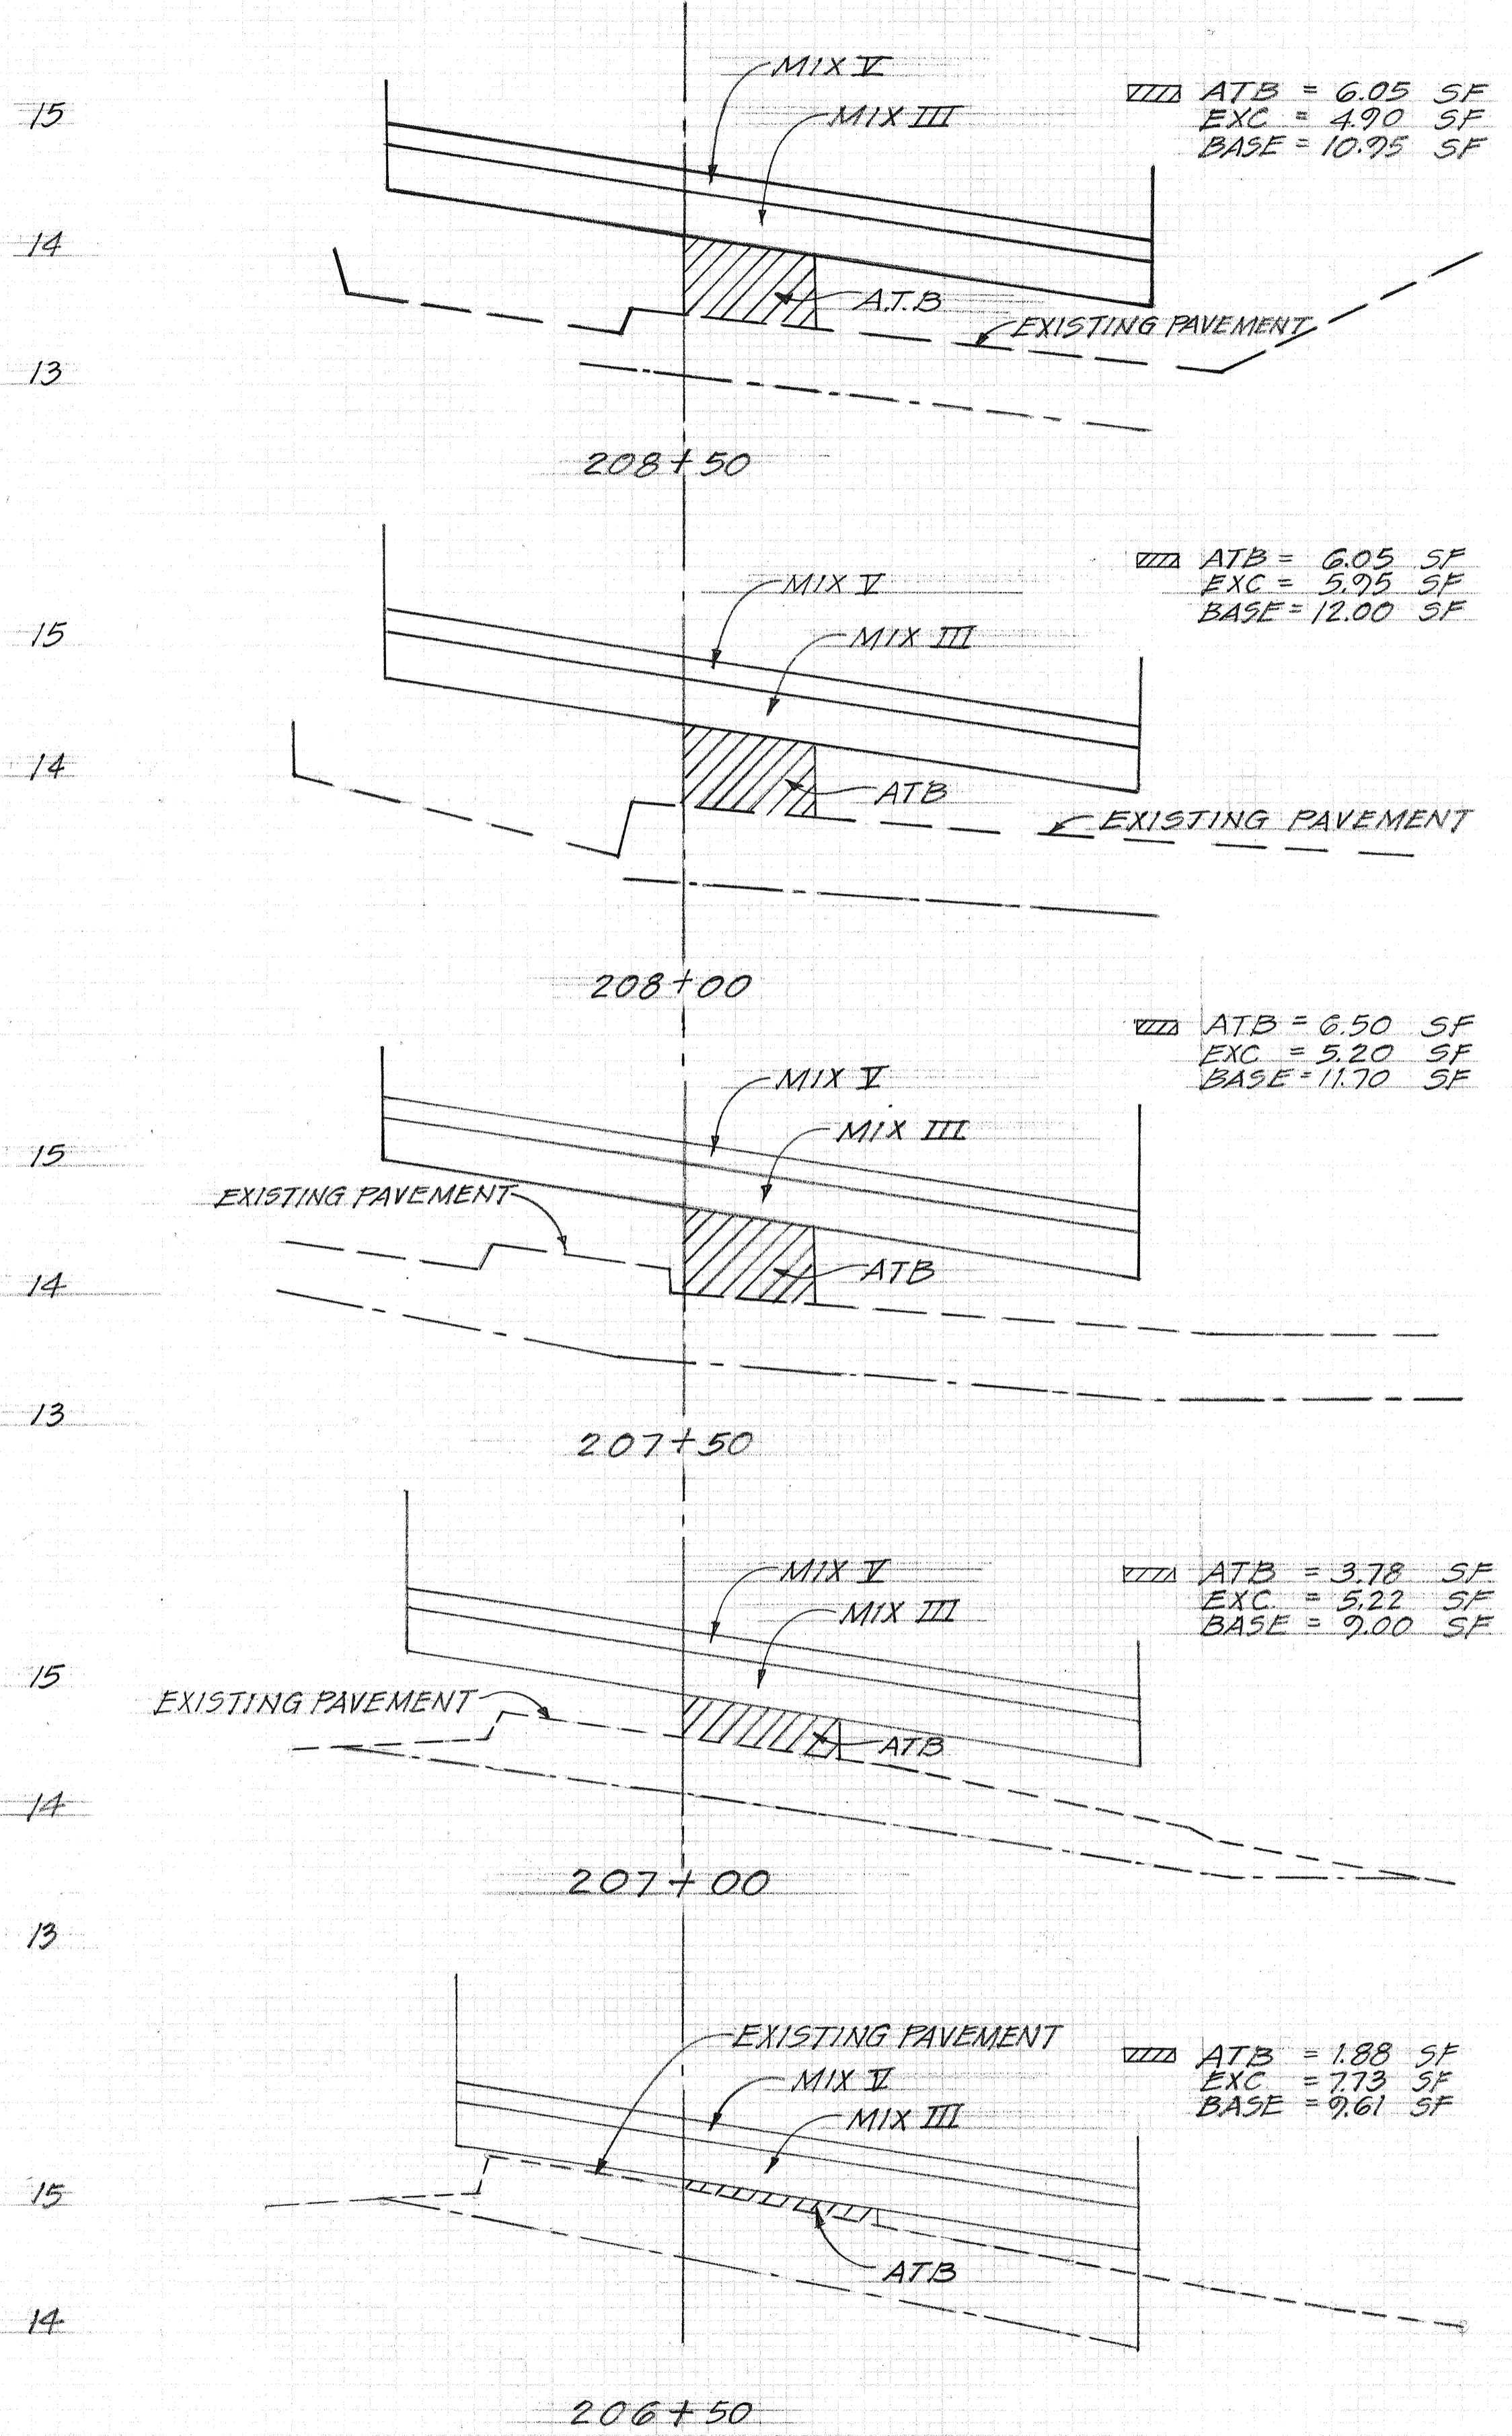 MIX V
15
ATB = 6.05 SF
MIX III
EXC = 4.90 SF
BASE = 10.95 SF
14
A.T.B
EXISTING PAVEMENT
13
208+50
ATB = 6.05 SF
MIX V
EXC = 5.95 SF
BASE = 12.00 SF
15
MIX III
14
ATB
EXISTING PAVEMENT
208+00
ATB = 6.50 SF
EXC = 5.20 SF
MIX V
BASE = 11.70 SF
MIX III
15
EXISTING PAVEMENT
ATB
14
13
207+50
MIX V
ATB = 3.78 SF
EXC. = 5.22 SF
MIX III
BASE = 9.00 SF
15
EXISTING PAVEMENT
ATB
14
207+00
13
EXISTING PAVEMENT
ATB = 1.88 SF
MIX V
EXC = 7.73 SF
BASE = 9.61 SF
MIX III
15
ATB
14
206+50